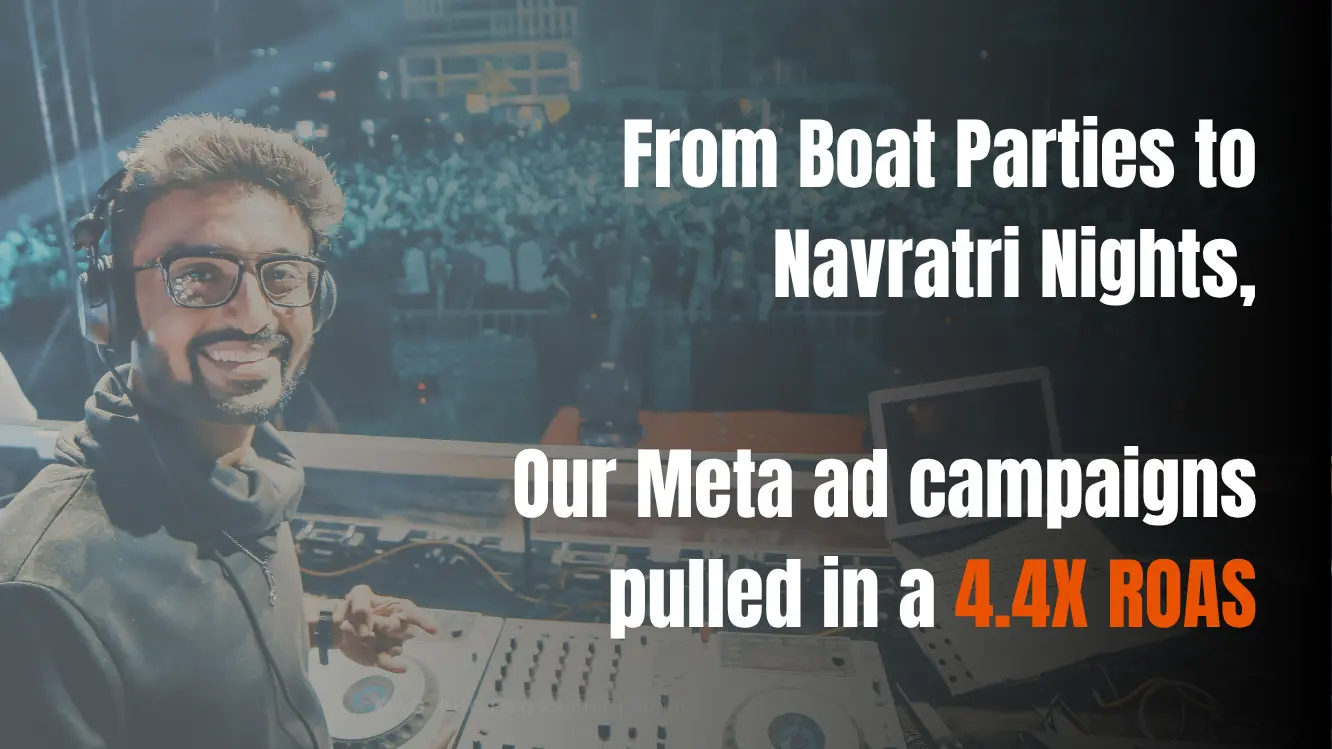 From Boat Parties to
Navratri Nights,
Our Meta ad campaigns
pulled in a 4.4X ROAS